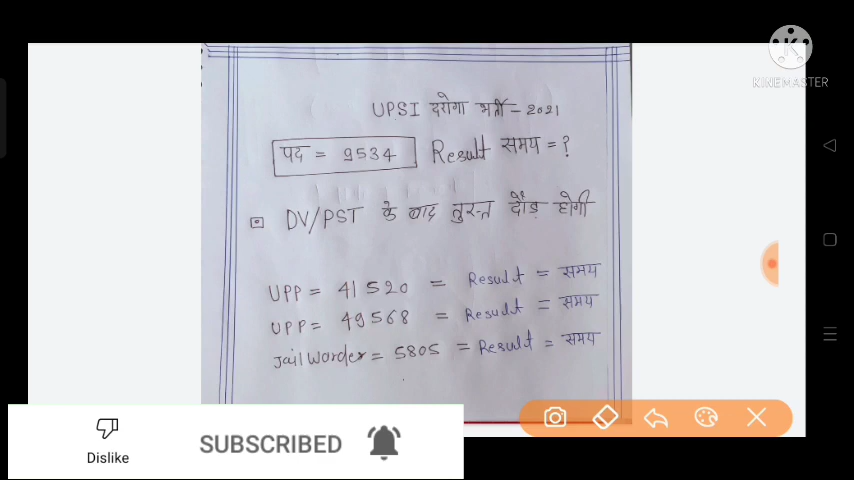 KINEMASTER
UPSI दरोगा भर्ती - 2021
पद = 9534 Result समय = ?
DV/PST के बाद तुरन्त दौड़ होगी
UPP = 41520 = Result = समय
UPP = 49568 = Result = समय
Jail Worder = 5805 = Result = समय
Dislike
SUBSCRIBED